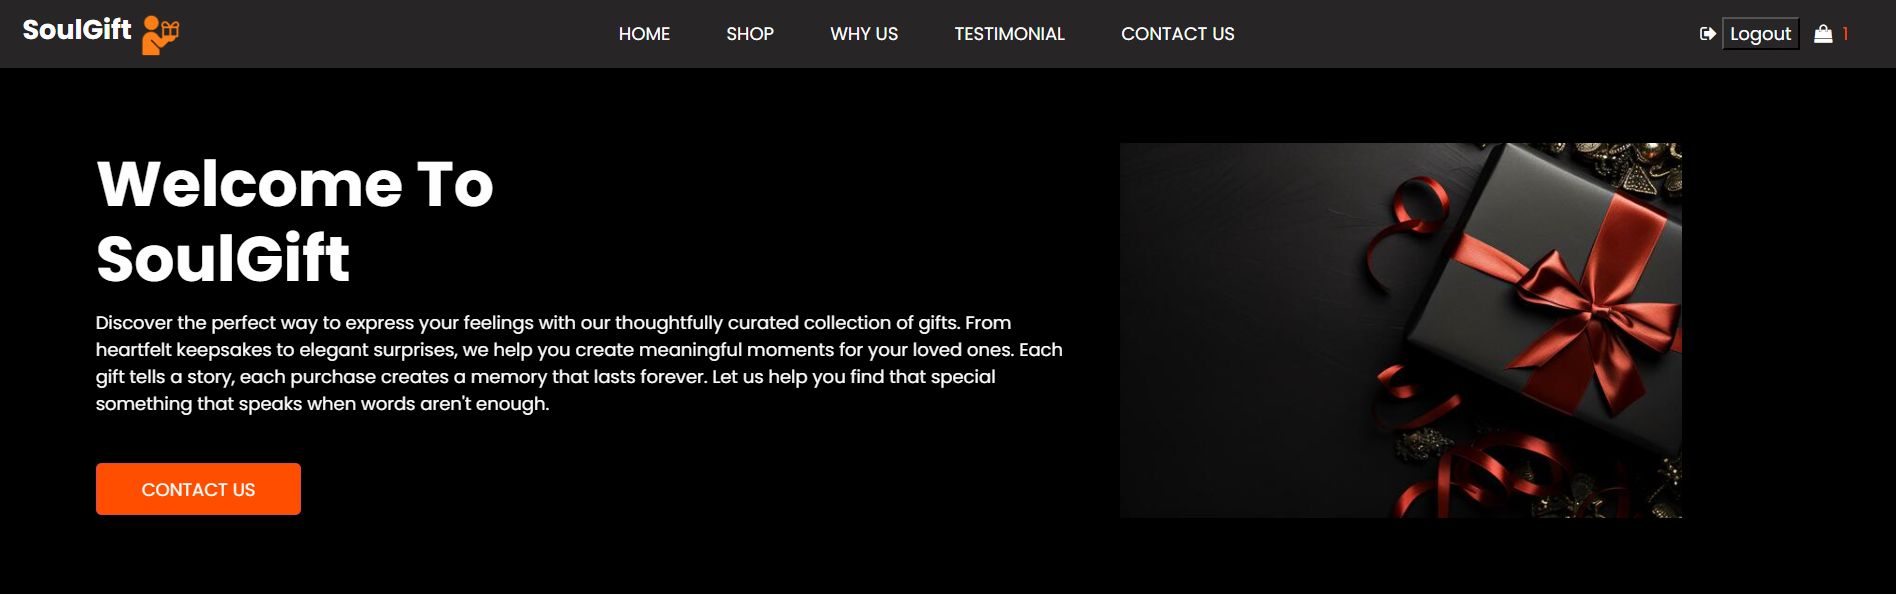 SoulGift
HOME SHOP WHY US TESTIMONIAL CONTACT US
Logout 1
Welcome To
SoulGift
Discover the perfect way to express your feelings with our thoughtfully curated collection of gifts. From
heartfelt keepsakes to elegant surprises, we help you create meaningful moments for your loved ones. Each
gift tells a story, each purchase creates a memory that lasts forever. Let us help you find that special
something that speaks when words aren't enough.
CONTACT US